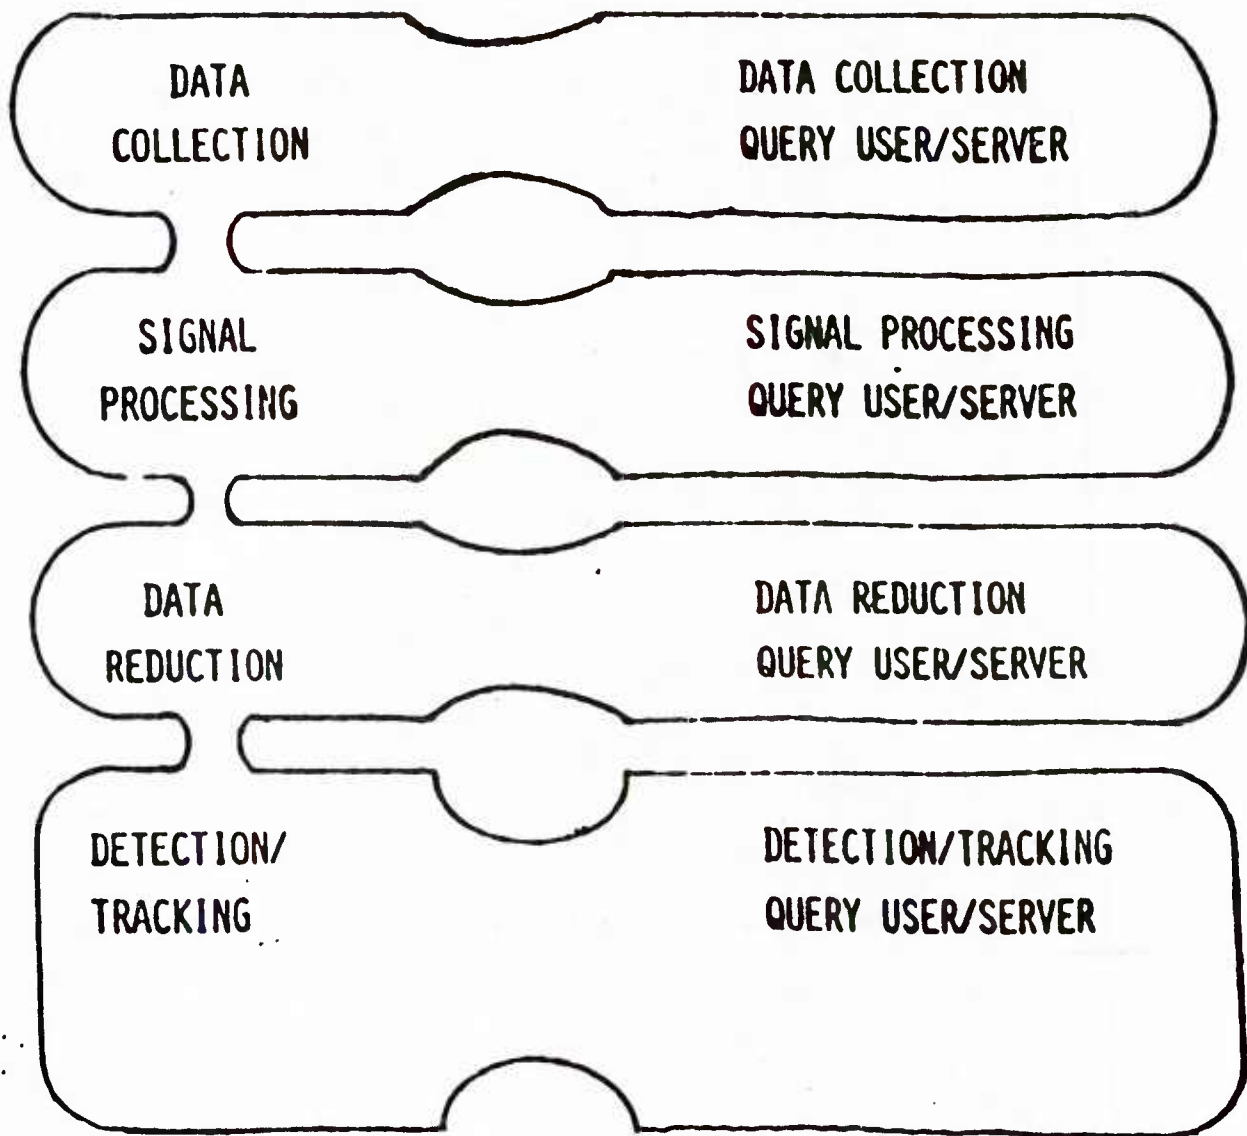 DATA
COLLECTION
DATA COLLECTION
QUERY USER/SERVER
SIGNAL
PROCESSING
SIGNAL PROCESSING
QUERY USER/SERVER
DATA
REDUCTION
DATA REDUCTION
QUERY USER/SERVER
DETECTION/
TRACKING
DETECTION/TRACKING
QUERY USER/SERVER